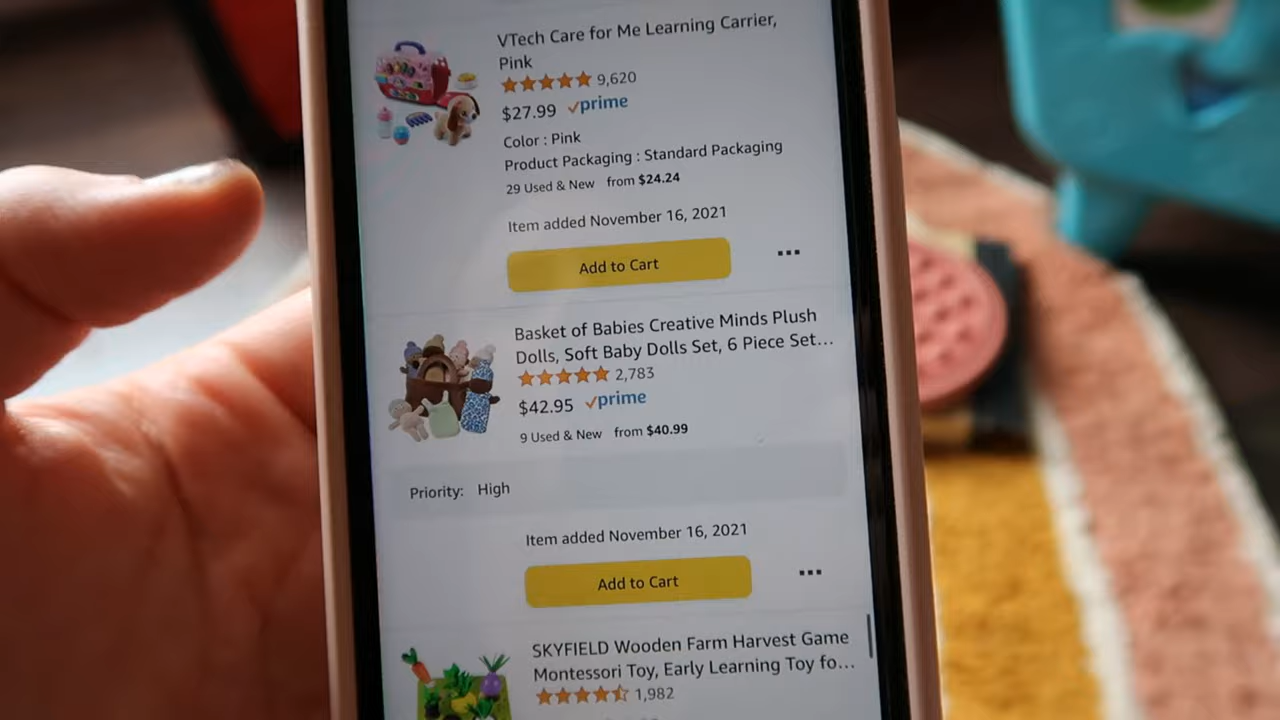 VTech Care for Me Learning Carrier,
Pink
9,620
$27.99 prime
Color : Pink
Product Packaging : Standard Packaging
29 Used & New from $24.24
Item added November 16, 2021
Add to Cart
Basket of Babies Creative Minds Plush
Dolls, Soft Baby Dolls Set, 6 Piece Set...
2,783
$42.95 prime
9 Used & New from $40.99
Priority: High
Item added November 16, 2021
Add to Cart
SKYFIELD Wooden Farm Harvest Game
Montessori Toy, Early Learning Toy fo...
1,982